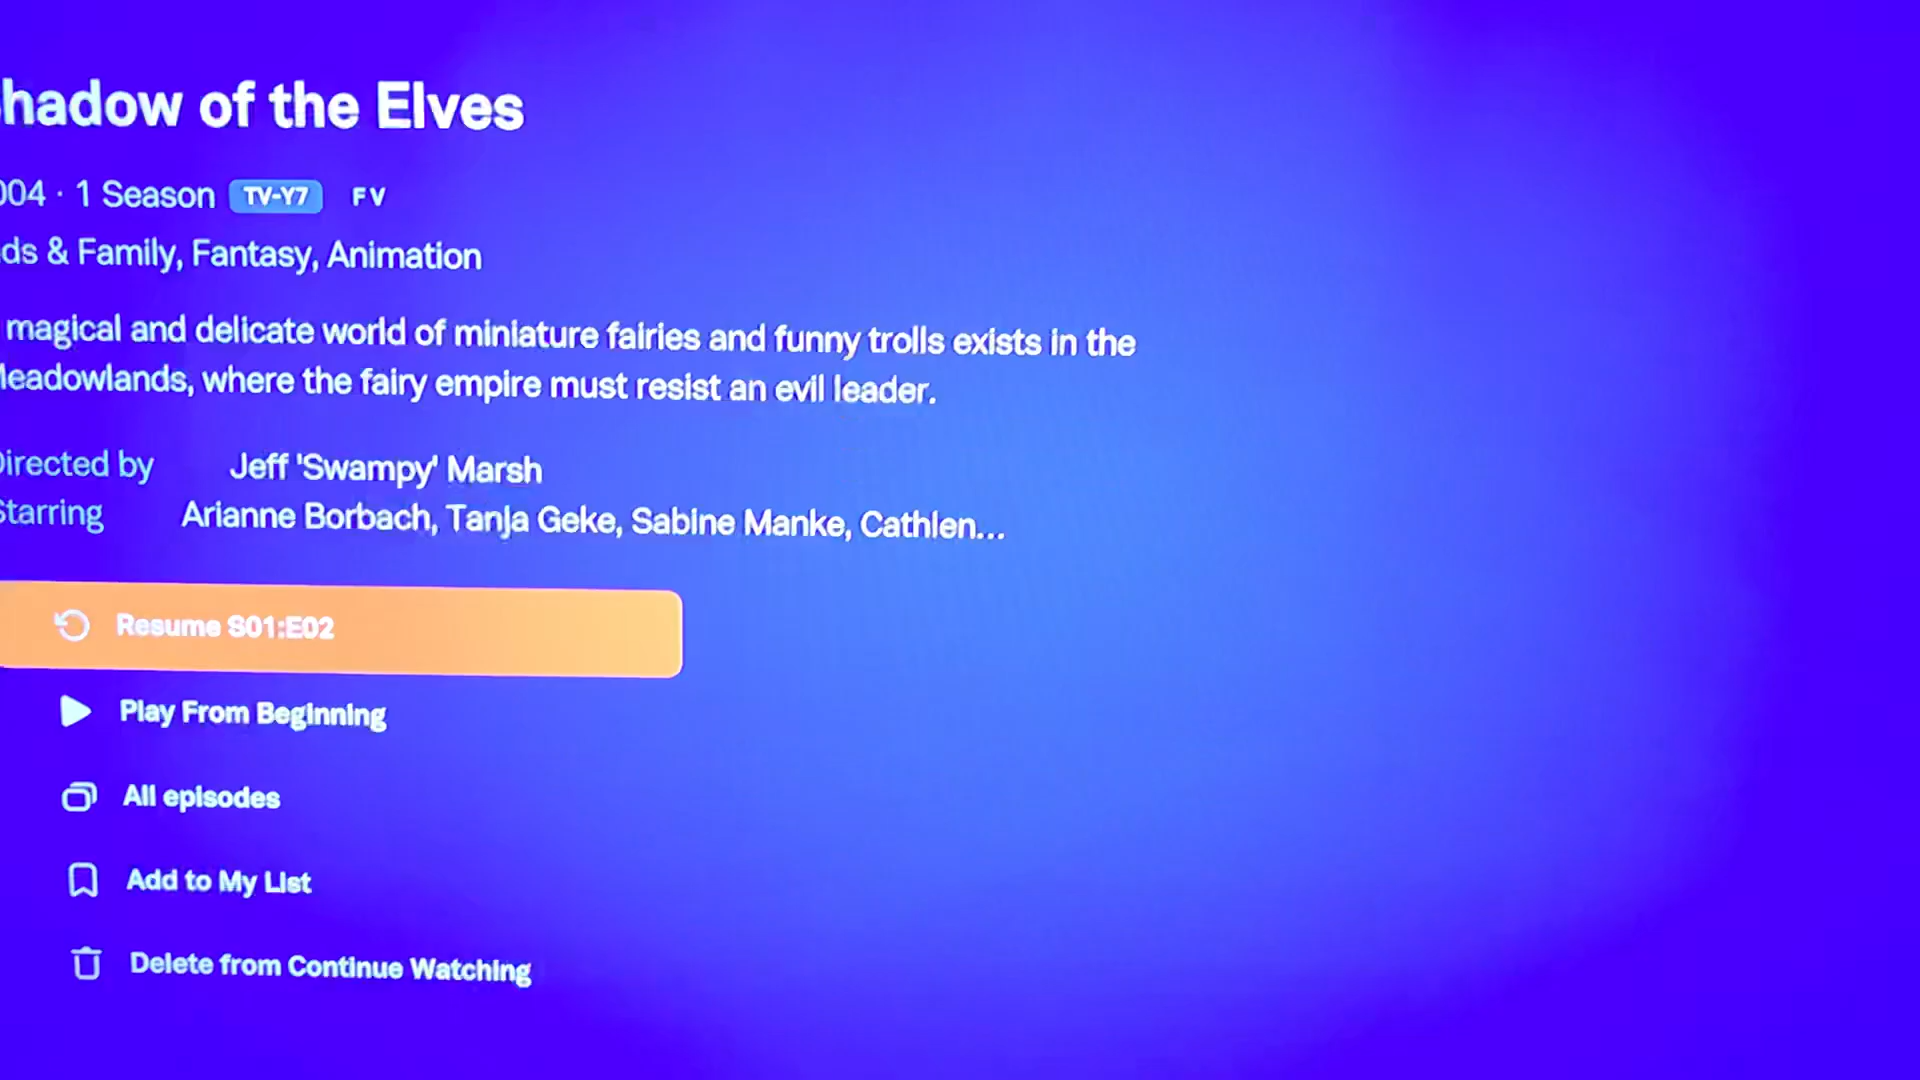 hadow of the Elves
004 · 1 Season TV-Y7 FV
ds & Family, Fantasy, Animation
magical and delicate world of miniature fairies and funny trolls exists in the
eadowlands, where the fairy empire must resist an evil leader.
Directed by Jeff 'Swampy' Marsh
Starring Arianne Borbach, Tanja Geke, Sabine Manke, Cathlen...
Resume S01:E02
Play From Beginning
All episodes
Add to My List
Delete from Continue Watching